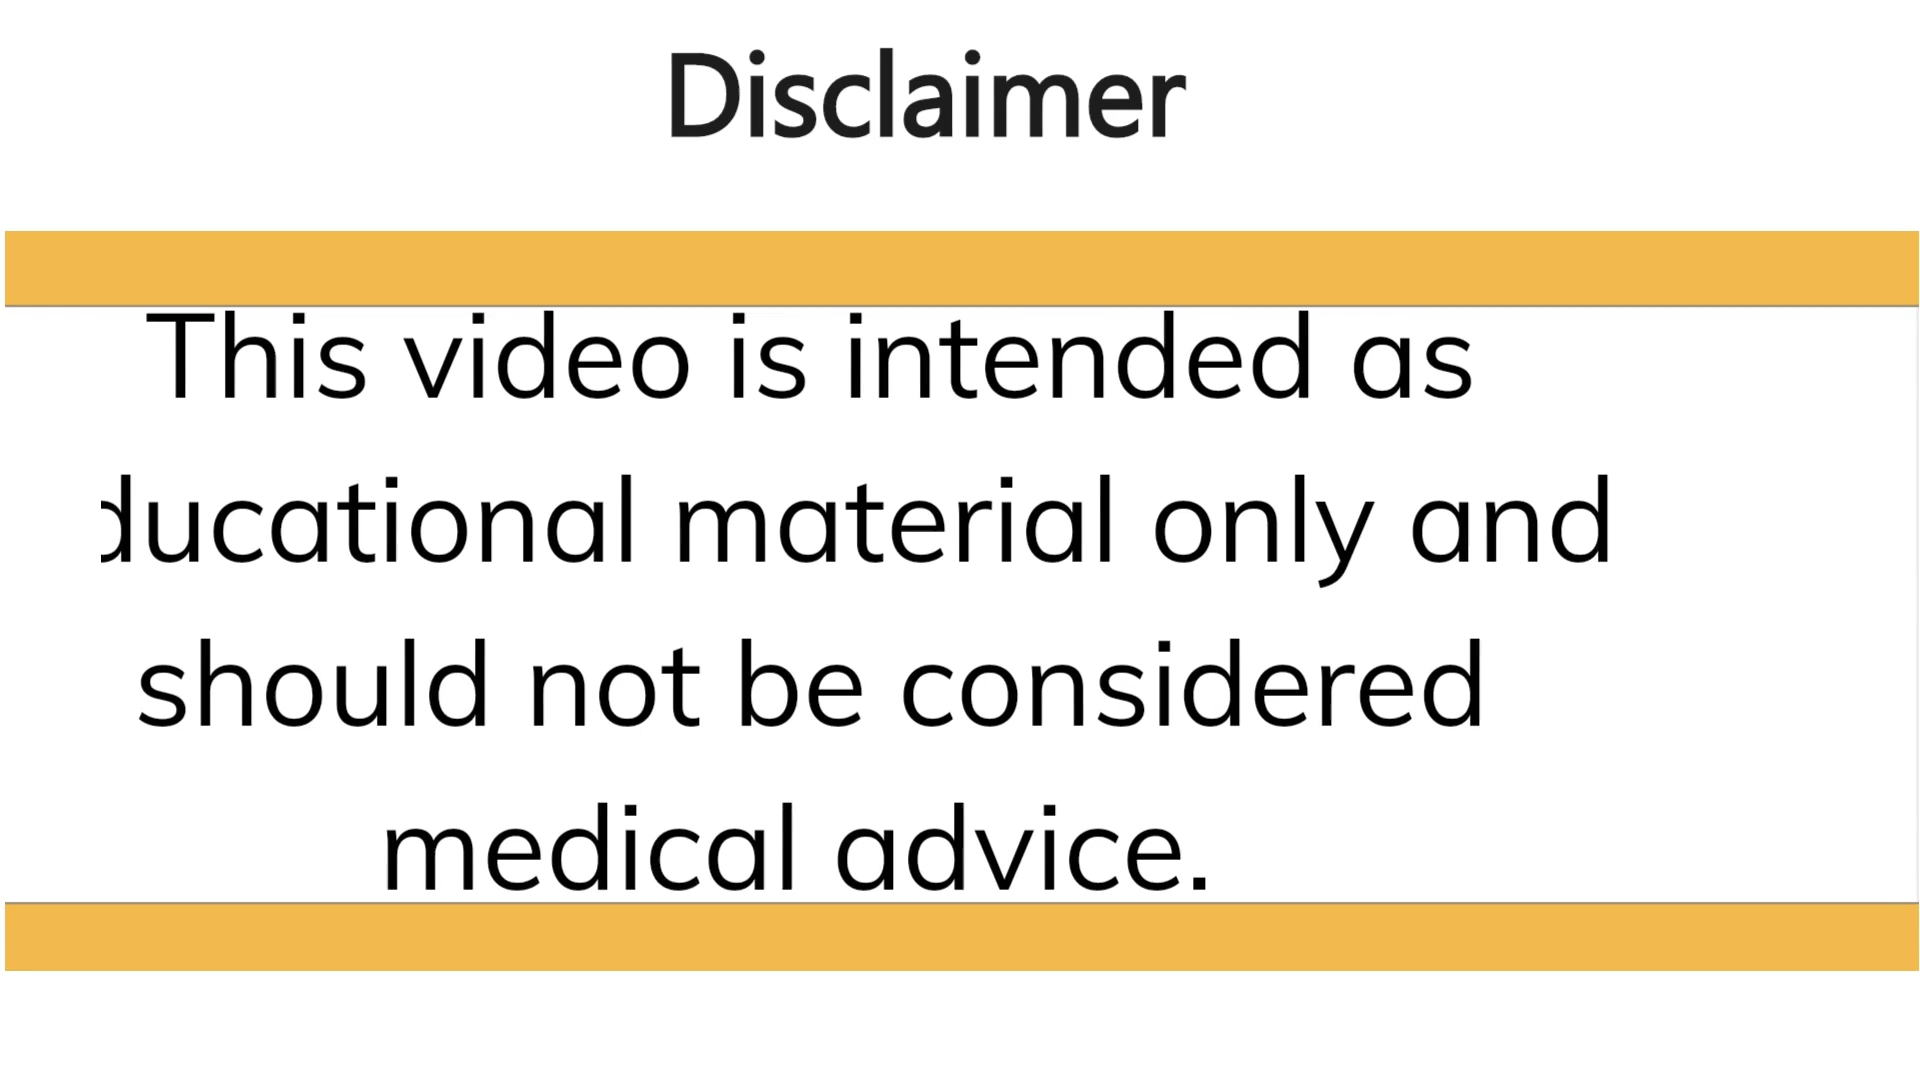 Disclaimer
This video is intended as
ducational material only and
should not be considered
medical advice.